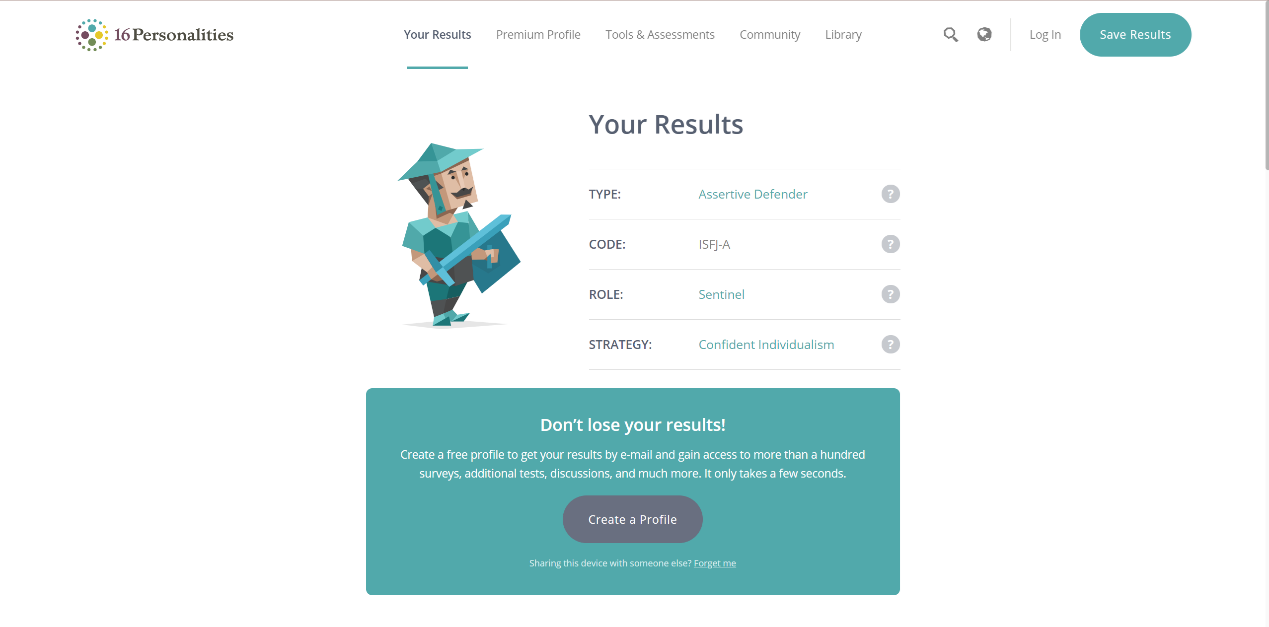 16Personalities
Your Results
Premium Profile
Tools & Assessments
Community
Library
Log In
Save Results
Your Results
TYPE: Assertive Defender ?
CODE: ISFJ-A ?
ROLE: Sentinel ?
STRATEGY: Confident Individualism ?
Don’t lose your results!
Create a free profile to get your results by e-mail and gain access to more than a hundred
surveys, additional tests, discussions, and much more. It only takes a few seconds.
Create a Profile
Sharing this device with someone else? Forget me